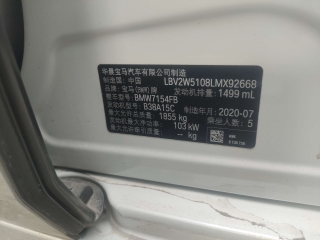 华晨宝马汽车有限公司制造
制造国: 中国 LBV2W5108LMX92668
品牌: 宝马(BMW)牌 发动机排量: 1499 mL
整车型号: BMW7154FB
发动机型号: B38A15C
最大允许总质量: 1855 kg 制造年月: 2020-07
发动机最大净功率: 103 kW 乘坐人数: 5